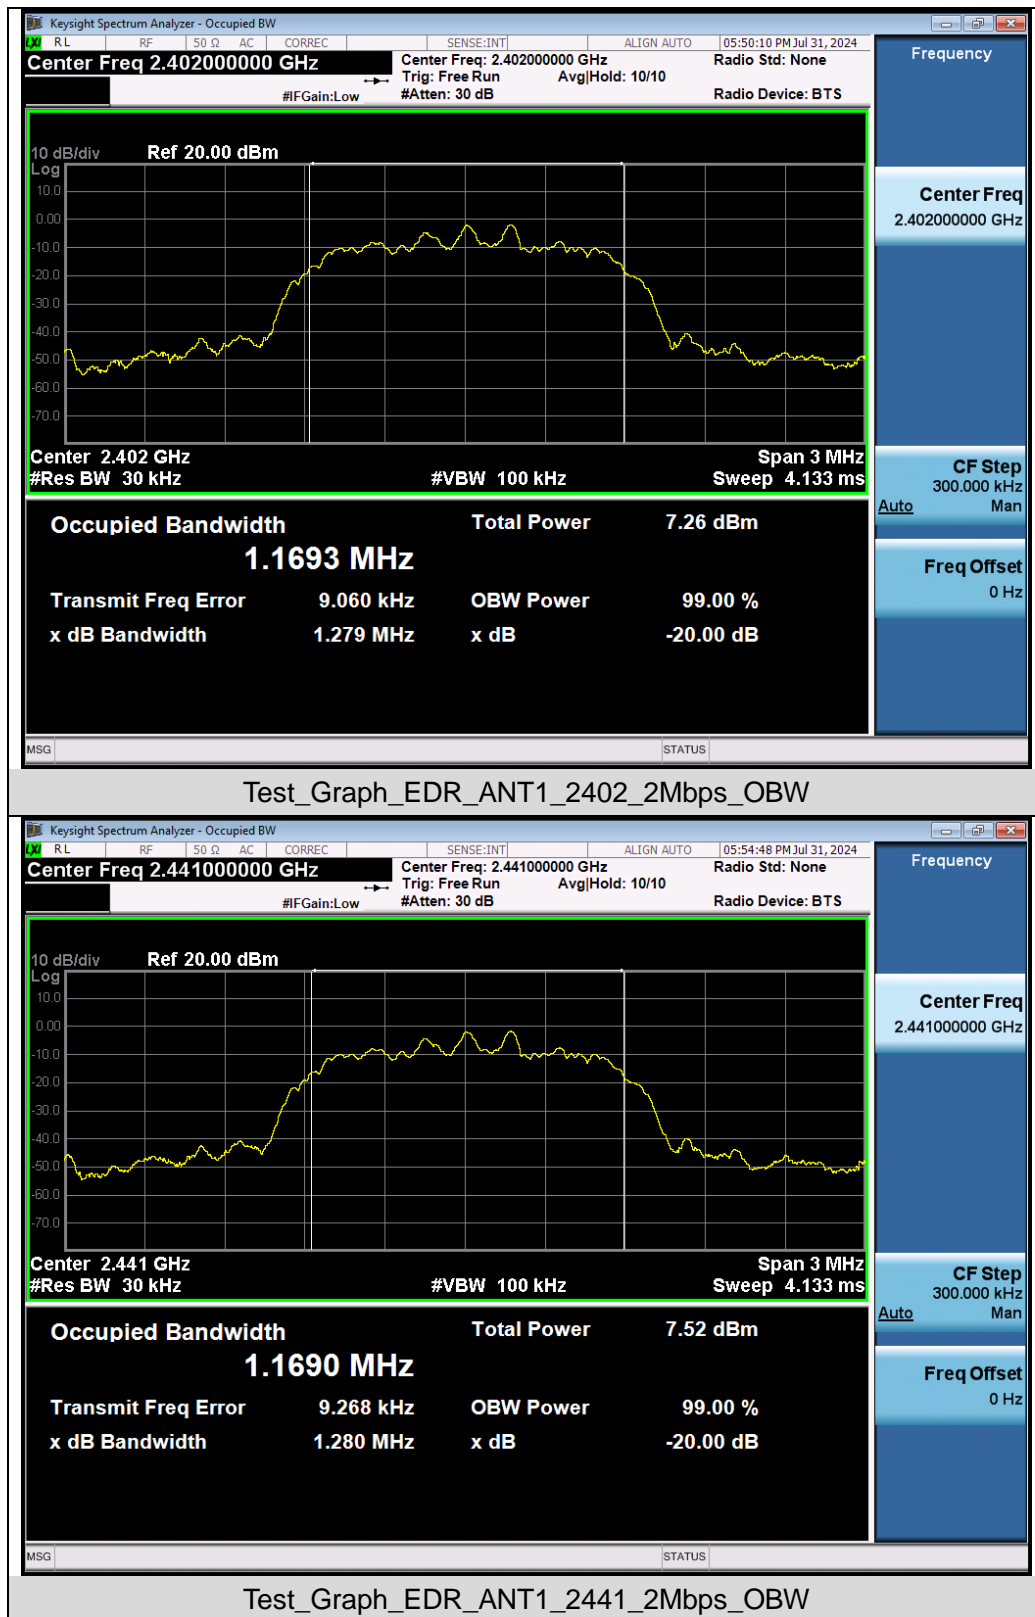 Keysight Spectrum Analyzer - Occupied BW
LXI RL RF 50 Ω AC CORREC SENSE:INT ALIGN AUTO 05:50:10 PM Jul 31, 2024
Center Freq 2.402000000 GHz
Center Freq: 2.402000000 GHz
Radio Std: None
Trig: Free Run Avg|Hold: 10/10
#IFGain:Low
#Atten: 30 dB
Radio Device: BTS
10 dB/div Ref 20.00 dBm
Log
10.0
0.00
-10.0
-20.0
-30.0
-40.0
-50.0
-60.0
-70.0
Center 2.402 GHz Span 3 MHz
#Res BW 30 kHz #VBW 100 kHz Sweep 4.133 ms
Occupied Bandwidth Total Power 7.26 dBm
1.1693 MHz
Transmit Freq Error 9.060 kHz OBW Power 99.00 %
x dB Bandwidth 1.279 MHz x dB -20.00 dB
Frequency
Center Freq
2.402000000 GHz
CF Step
300.000 kHz
Auto Man
Freq Offset
0 Hz
MSG STATUS
Test_Graph_EDR_ANT1_2402_2Mbps_OBW
Keysight Spectrum Analyzer - Occupied BW
LXI RL RF 50 Ω AC CORREC SENSE:INT ALIGN AUTO 05:54:48 PM Jul 31, 2024
Center Freq 2.441000000 GHz
Center Freq: 2.441000000 GHz
Radio Std: None
Trig: Free Run Avg|Hold: 10/10
#IFGain:Low
#Atten: 30 dB
Radio Device: BTS
10 dB/div Ref 20.00 dBm
Log
10.0
0.00
-10.0
-20.0
-30.0
-40.0
-50.0
-60.0
-70.0
Center 2.441 GHz Span 3 MHz
#Res BW 30 kHz #VBW 100 kHz Sweep 4.133 ms
Occupied Bandwidth Total Power 7.52 dBm
1.1690 MHz
Transmit Freq Error 9.268 kHz OBW Power 99.00 %
x dB Bandwidth 1.280 MHz x dB -20.00 dB
Frequency
Center Freq
2.441000000 GHz
CF Step
300.000 kHz
Auto Man
Freq Offset
0 Hz
MSG STATUS
Test_Graph_EDR_ANT1_2441_2Mbps_OBW